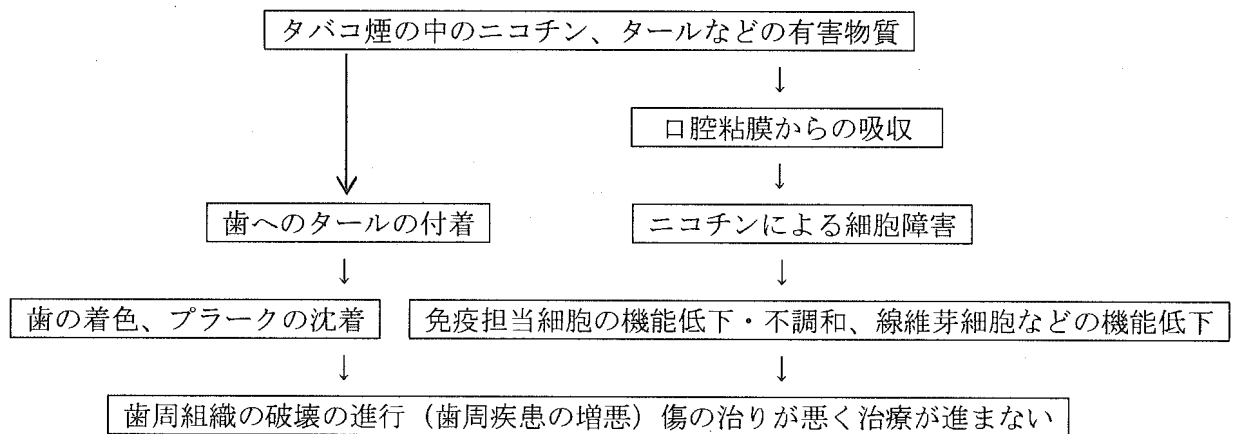 タバコ煙の中のニコチン、タールなどの有害物質
↓
口腔粘膜からの吸収
↓
歯へのタールの付着 ニコチンによる細胞障害
↓ ↓
歯の着色、プラークの沈着 免疫担当細胞の機能低下・不調和、線維芽細胞などの機能低下
↓ ↓
歯周組織の破壊の進行（歯周疾患の増悪）傷の治りが悪く治療が進まない